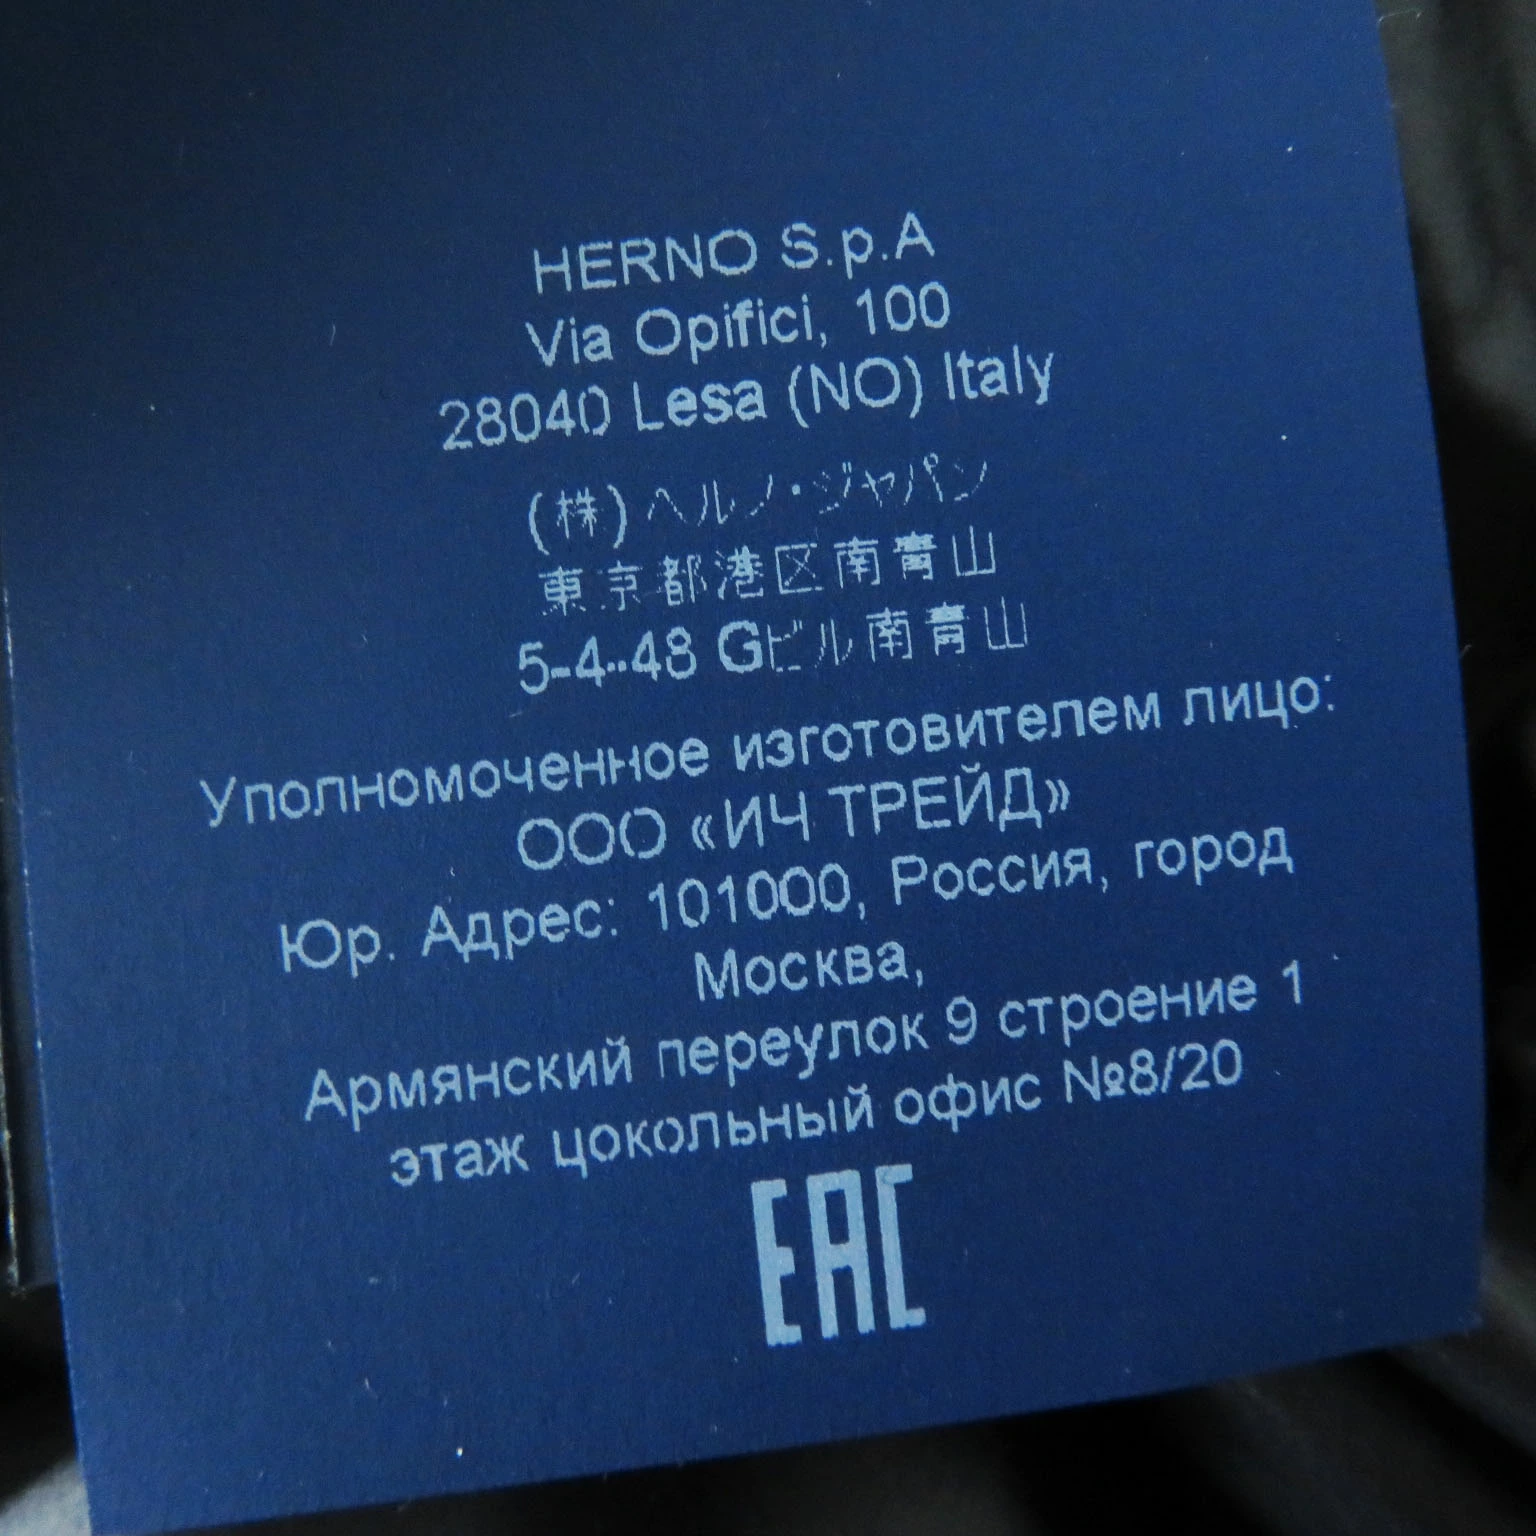 HERNO S.p.A
Via Opifici, 100
28040 Lesa (NO) Italy
(株) ヘルノ・ジャパン
東京都港区南青山
5-4-48 Gビル南青山
Уполномоченное изготовителем лицо:
ООО «ИЧ ТРЕЙД»
Юр. Адрес: 101000, Россия, город
Москва,
Армянский переулок 9 строение 1
этаж цокольный офис №8/20
EAC